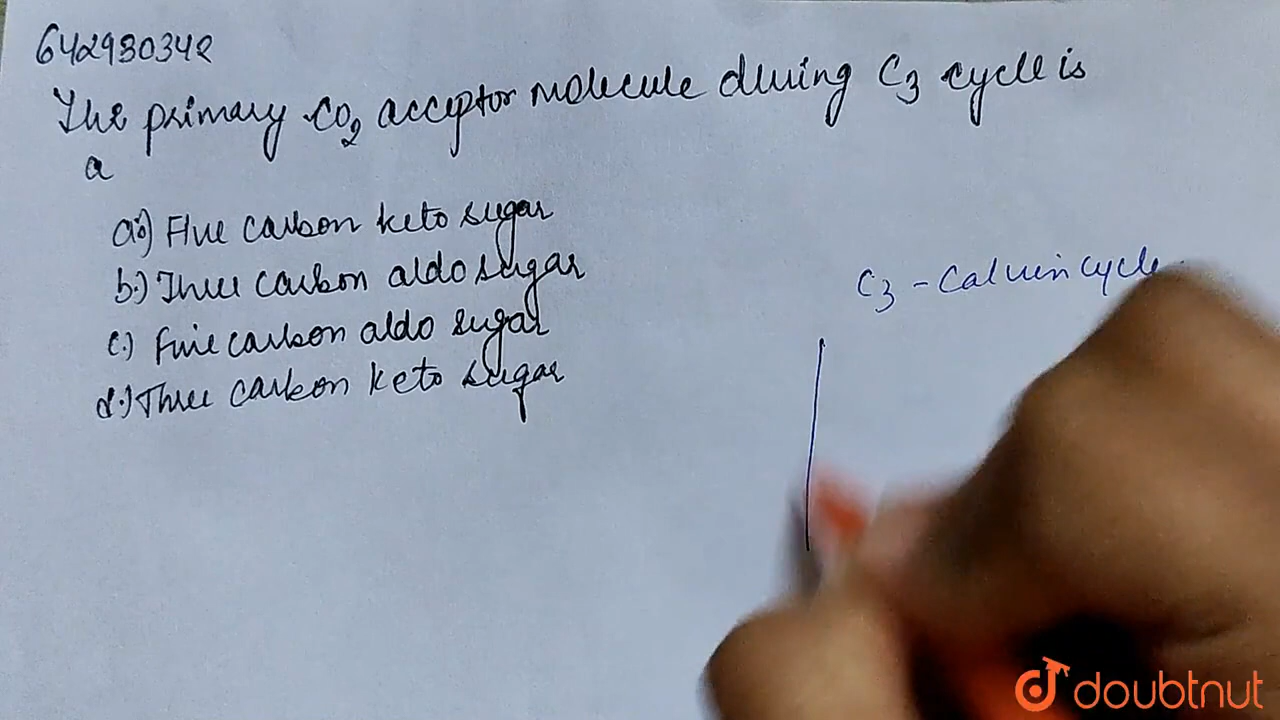 642930342
The primary CO2 acceptor molecule during C3 cycle is
a
a.) Five carbon keto sugar
b.) Three carbon aldo sugar
c.) Five carbon aldo sugar
d.) Three carbon keto sugar
C3 - Calvin cycle.
doubtnut